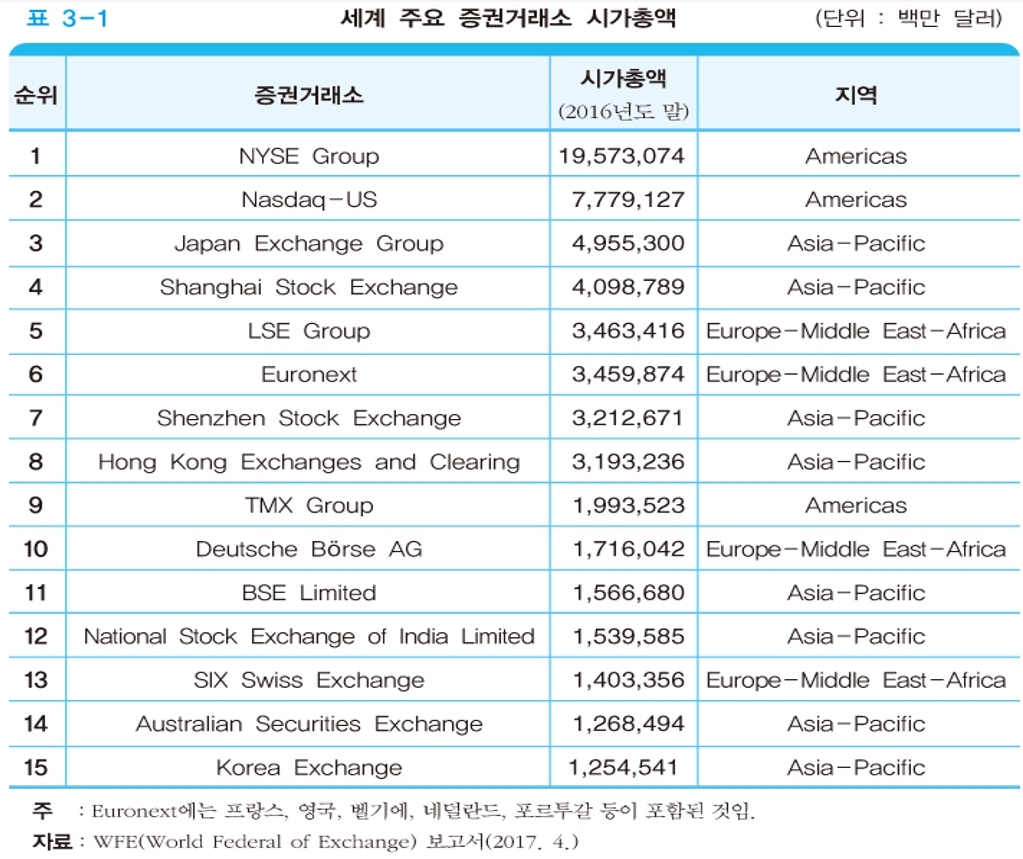 표 3-1 세계 주요 증권거래소 시가총액 (단위 : 백만 달러)
순위 증권거래소 시가총액 (2016년도 말) 지역
1 NYSE Group 19,573,074 Americas
2 Nasdaq-US 7,779,127 Americas
3 Japan Exchange Group 4,955,300 Asia-Pacific
4 Shanghai Stock Exchange 4,098,789 Asia-Pacific
5 LSE Group 3,463,416 Europe-Middle East-Africa
6 Euronext 3,459,874 Europe-Middle East-Africa
7 Shenzhen Stock Exchange 3,212,671 Asia-Pacific
8 Hong Kong Exchanges and Clearing 3,193,236 Asia-Pacific
9 TMX Group 1,993,523 Americas
10 Deutsche Börse AG 1,716,042 Europe-Middle East-Africa
11 BSE Limited 1,566,680 Asia-Pacific
12 National Stock Exchange of India Limited 1,539,585 Asia-Pacific
13 SIX Swiss Exchange 1,403,356 Europe-Middle East-Africa
14 Australian Securities Exchange 1,268,494 Asia-Pacific
15 Korea Exchange 1,254,541 Asia-Pacific
주 : Euronext에는 프랑스, 영국, 벨기에, 네덜란드, 포르투갈 등이 포함된 것임.
자료 : WFE(World Federal of Exchange) 보고서(2017. 4.)